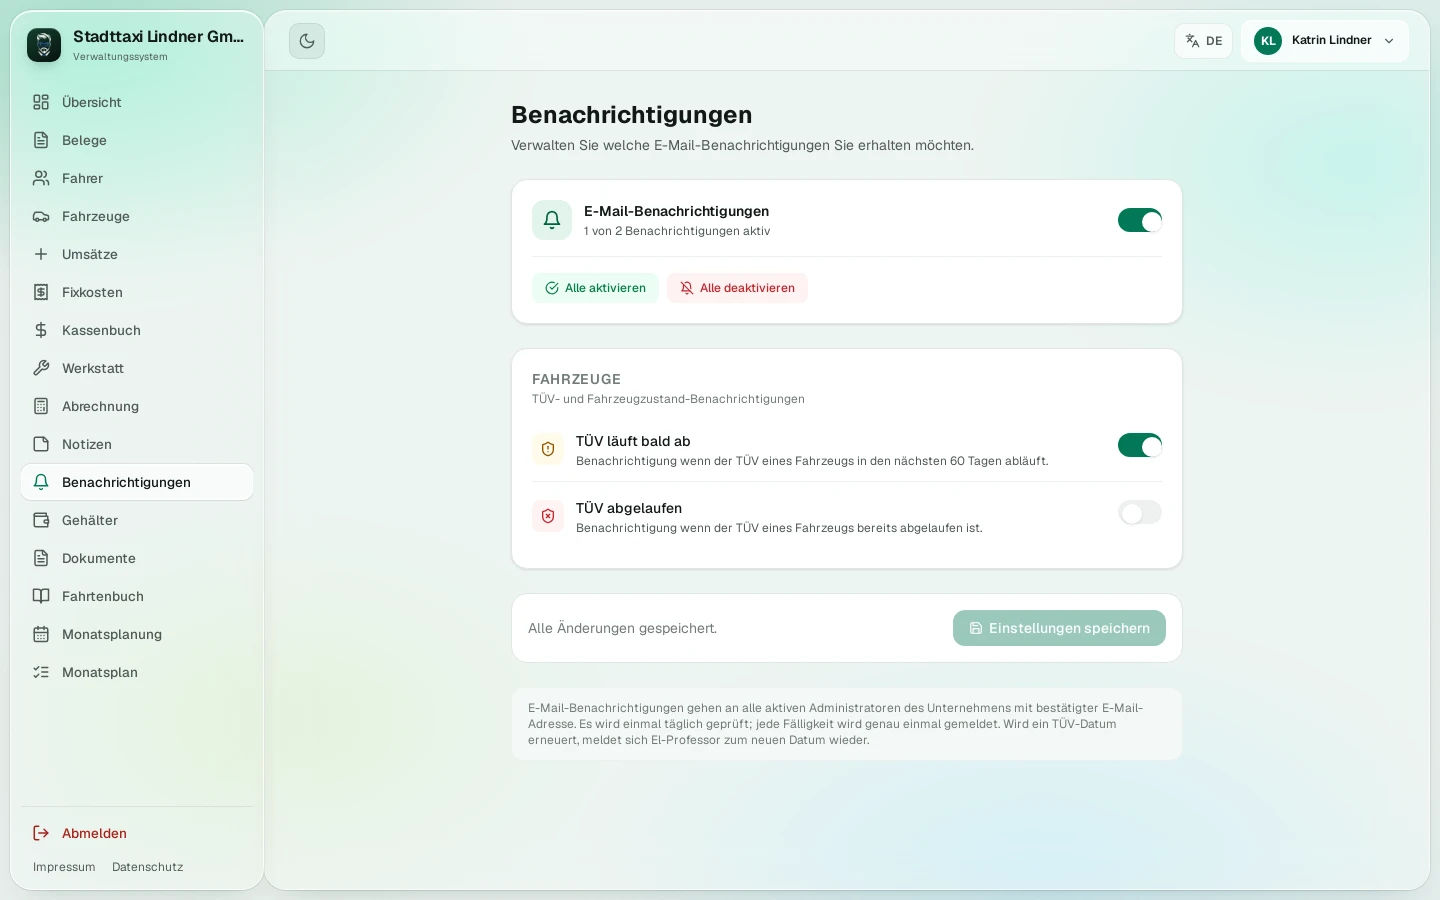 Stadttaxi Lindner Gm...
Verwaltungssystem
Übersicht
Belege
Fahrer
Fahrzeuge
Umsätze
Fixkosten
Kassenbuch
Werkstatt
Abrechnung
Notizen
Benachrichtigungen
Gehälter
Dokumente
Fahrtenbuch
Monatsplanung
Monatsplan
Abmelden
Impressum Datenschutz
DE
KL Katrin Lindner
Benachrichtigungen
Verwalten Sie welche E-Mail-Benachrichtigungen Sie erhalten möchten.
E-Mail-Benachrichtigungen
1 von 2 Benachrichtigungen aktiv
Alle aktivieren Alle deaktivieren
FAHRZEUGE
TÜV- und Fahrzeugzustand-Benachrichtigungen
TÜV läuft bald ab
Benachrichtigung wenn der TÜV eines Fahrzeugs in den nächsten 60 Tagen abläuft.
TÜV abgelaufen
Benachrichtigung wenn der TÜV eines Fahrzeugs bereits abgelaufen ist.
Alle Änderungen gespeichert.
Einstellungen speichern
E-Mail-Benachrichtigungen gehen an alle aktiven Administratoren des Unternehmens mit bestätigter E-Mail-
Adresse. Es wird einmal täglich geprüft; jede Fälligkeit wird genau einmal gemeldet. Wird ein TÜV-Datum
erneuert, meldet sich El-Professor zum neuen Datum wieder.